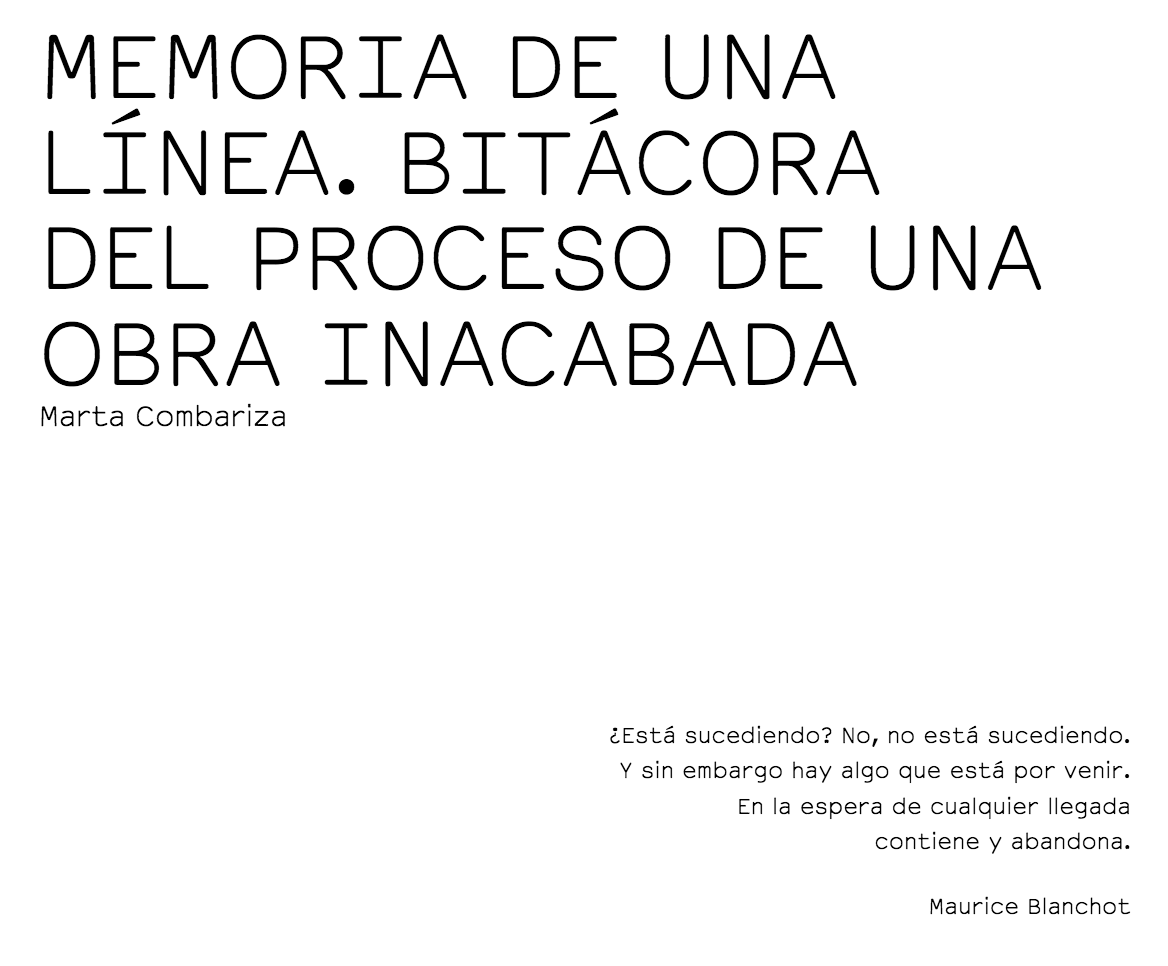 MEMORIA DE UNA
LÍNEA. BITÁCORA
DEL PROCESO DE UNA
OBRA INACABADA
Marta Combariza
¿Está sucediendo? No, no está sucediendo.
Y sin embargo hay algo que está por venir.
En la espera de cualquier llegada
contiene y abandona.
Maurice Blanchot